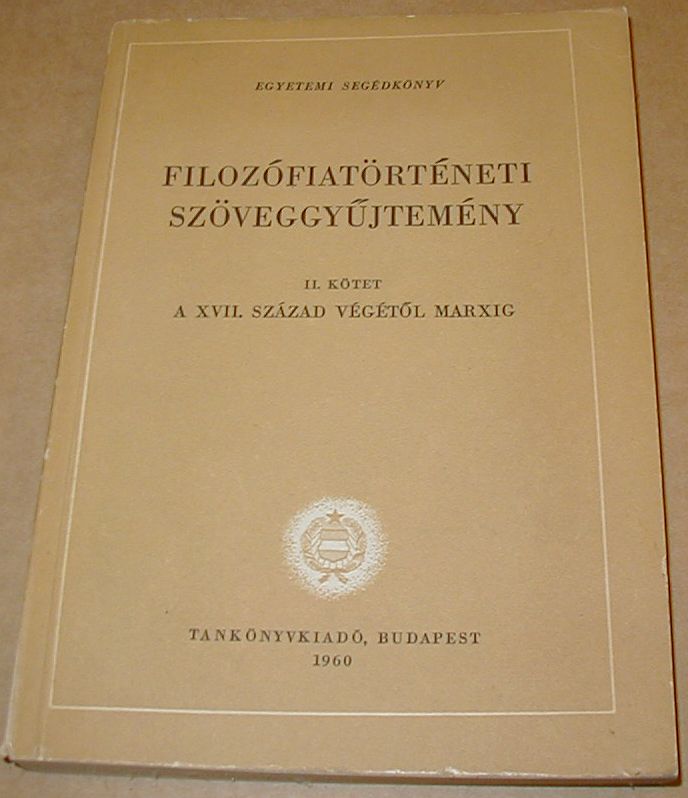 EGYETEMI SEGÉDKÖNYV
FILOZÓFIATÖRTÉNETI
SZÖVEGGYŰJTEMÉNY
II. KÖTET
A XVII. SZÁZAD VÉGÉTŐL MARXIG
TANKÖNYVKIADÓ, BUDAPEST
1960